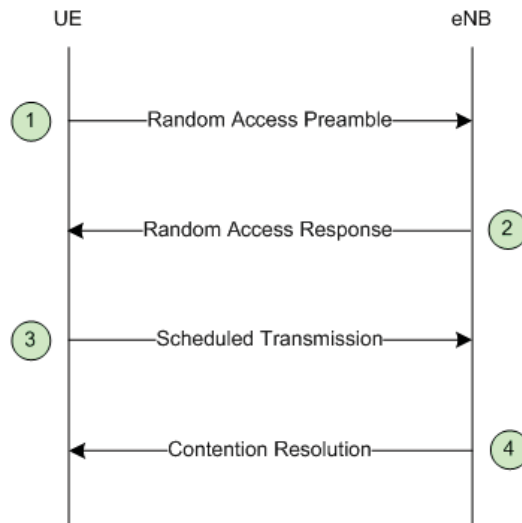 UE eNB
1 Random Access Preamble
Random Access Response 2
3 Scheduled Transmission
Contention Resolution 4